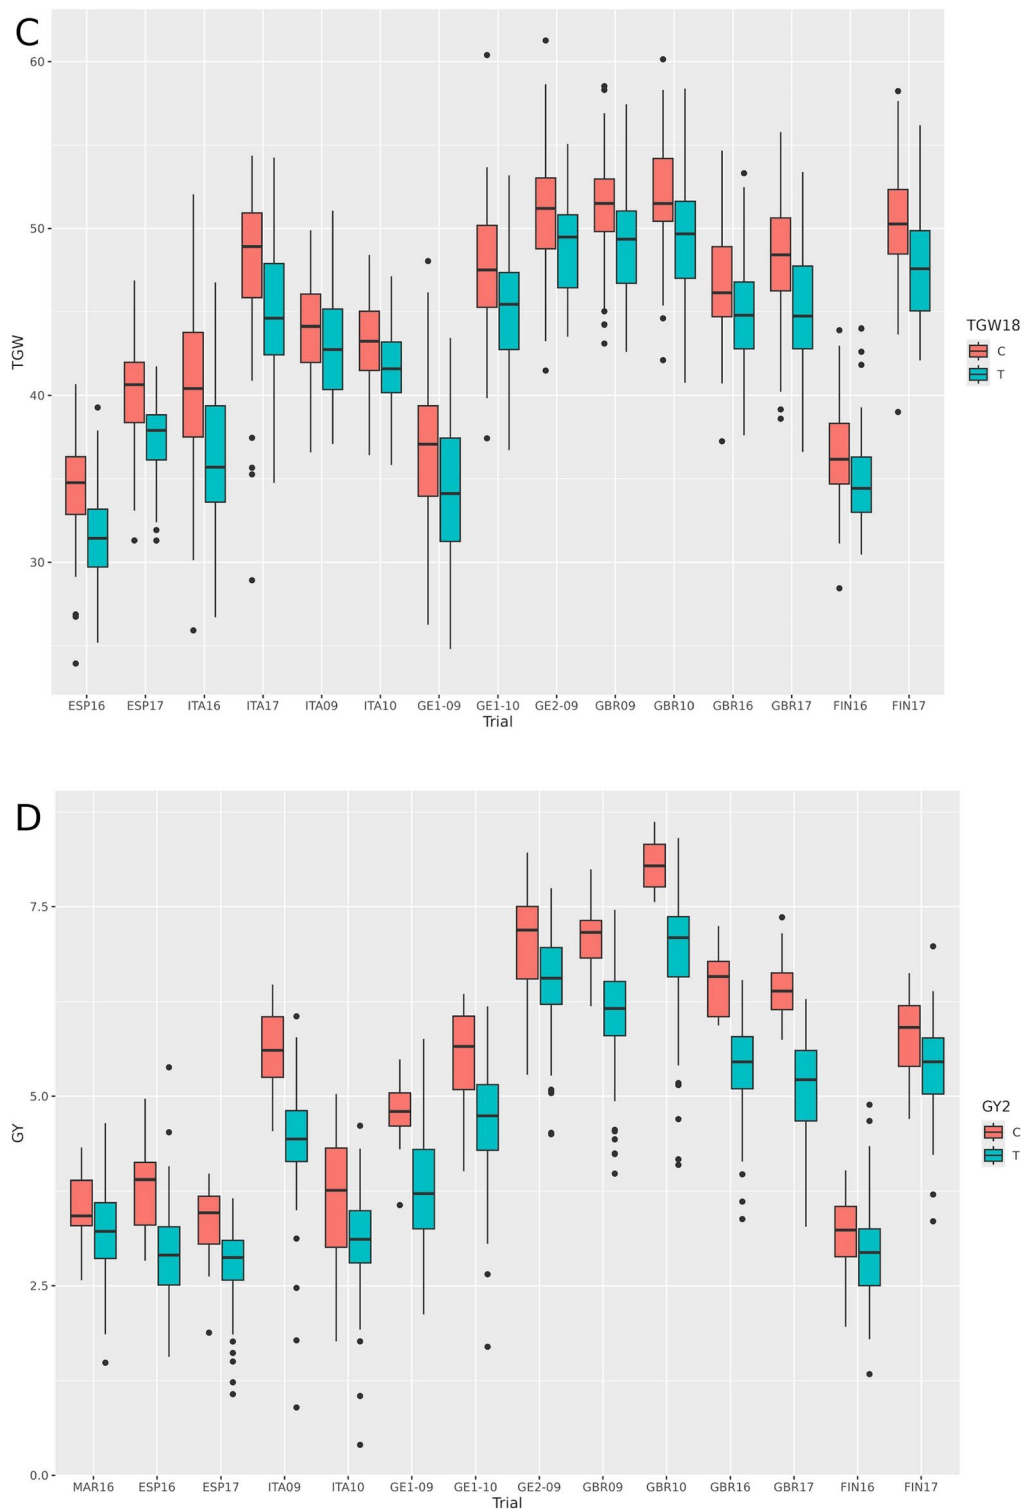 C
60
50
40
30
TGW
ESP16 ESP17 ITA16 ITA17 ITA09 ITA10 GE1-09 GE1-10 GE2-09 GBR09 GBR10 GBR16 GBR17 FIN16 FIN17
Trial
TGW18
C
T
D
7.5
5.0
2.5
0.0
GY
MAR16 ESP16 ESP17 ITA09 ITA10 GE1-09 GE1-10 GE2-09 GBR09 GBR10 GBR16 GBR17 FIN16 FIN17
Trial
GY2
C
T